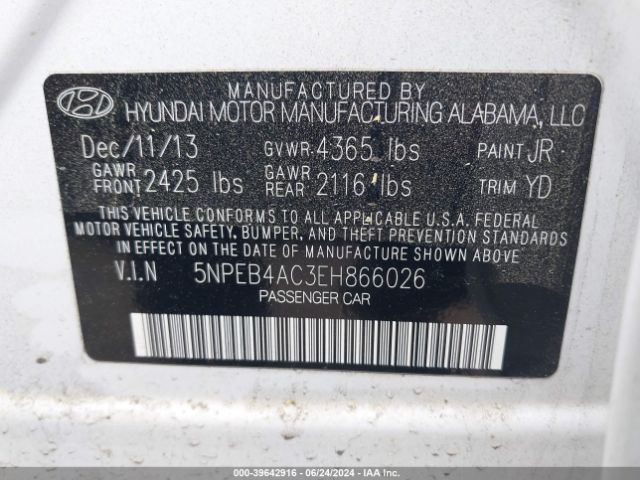 MANUFACTURED BY
HYUNDAI MOTOR MANUFACTURING ALABAMA, LLC
Dec/11/13 GVWR 4365 lbs PAINT JR
GAWR FRONT 2425 lbs GAWR REAR 2116 lbs TRIM YD
THIS VEHICLE CONFORMS TO ALL APPLICABLE U.S.A. FEDERAL
MOTOR VEHICLE SAFETY, BUMPER, AND THEFT PREVENTION STANDARDS
IN EFFECT ON THE DATE OF MANUFACTURE SHOWN ABOVE.
V.I.N 5NPEB4AC3EH866026
PASSENGER CAR
000-39642916 - 06/24/2024 - IAA Inc.